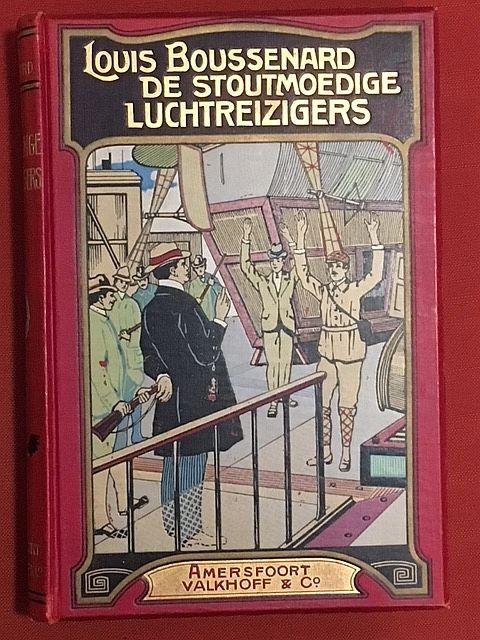 LOUIS BOUSSENARD
DE STOUTMOEDIGE
LUCHTREIZIGERS
AMERSFOORT
VALKHOFF & Co